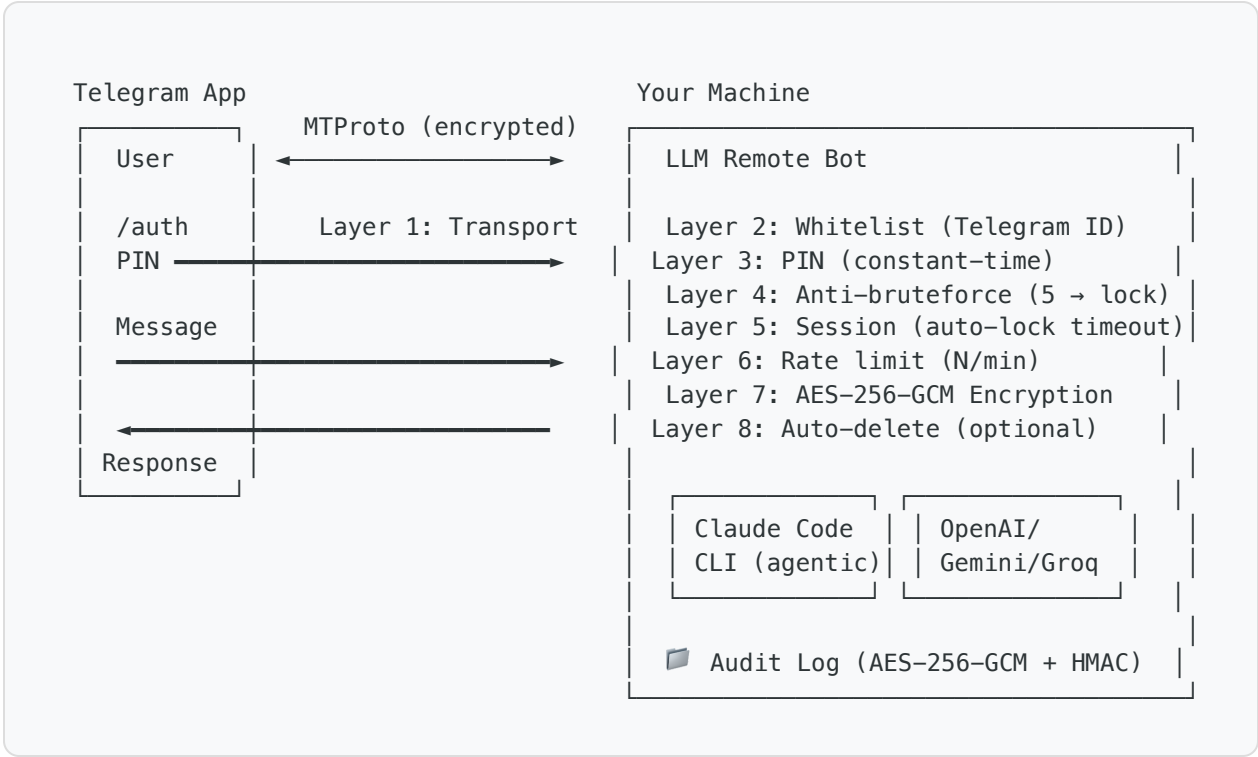 Telegram App
Your Machine
MTProto (encrypted)
User
LLM Remote Bot
/auth
Layer 1: Transport
Layer 2: Whitelist (Telegram ID)
PIN
Layer 3: PIN (constant-time)
Layer 4: Anti-bruteforce (5 → lock)
Message
Layer 5: Session (auto-lock timeout)
Layer 6: Rate limit (N/min)
Layer 7: AES-256-GCM Encryption
Layer 8: Auto-delete (optional)
Response
Claude Code
CLI (agentic)
OpenAI/
Gemini/Groq
Audit Log (AES-256-GCM + HMAC)